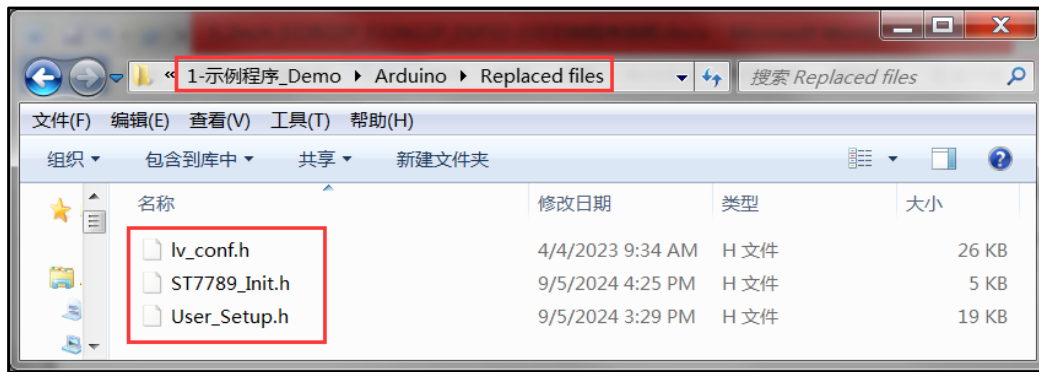 « 1-示例程序_Demo ▸ Arduino ▸ Replaced files 搜索 Replaced files
文件(F) 编辑(E) 查看(V) 工具(T) 帮助(H)
组织 包含到库中 共享 新建文件夹
名称 修改日期 类型 大小
lv_conf.h 4/4/2023 9:34 AM H 文件 26 KB
ST7789_Init.h 9/5/2024 4:25 PM H 文件 5 KB
User_Setup.h 9/5/2024 3:29 PM H 文件 19 KB